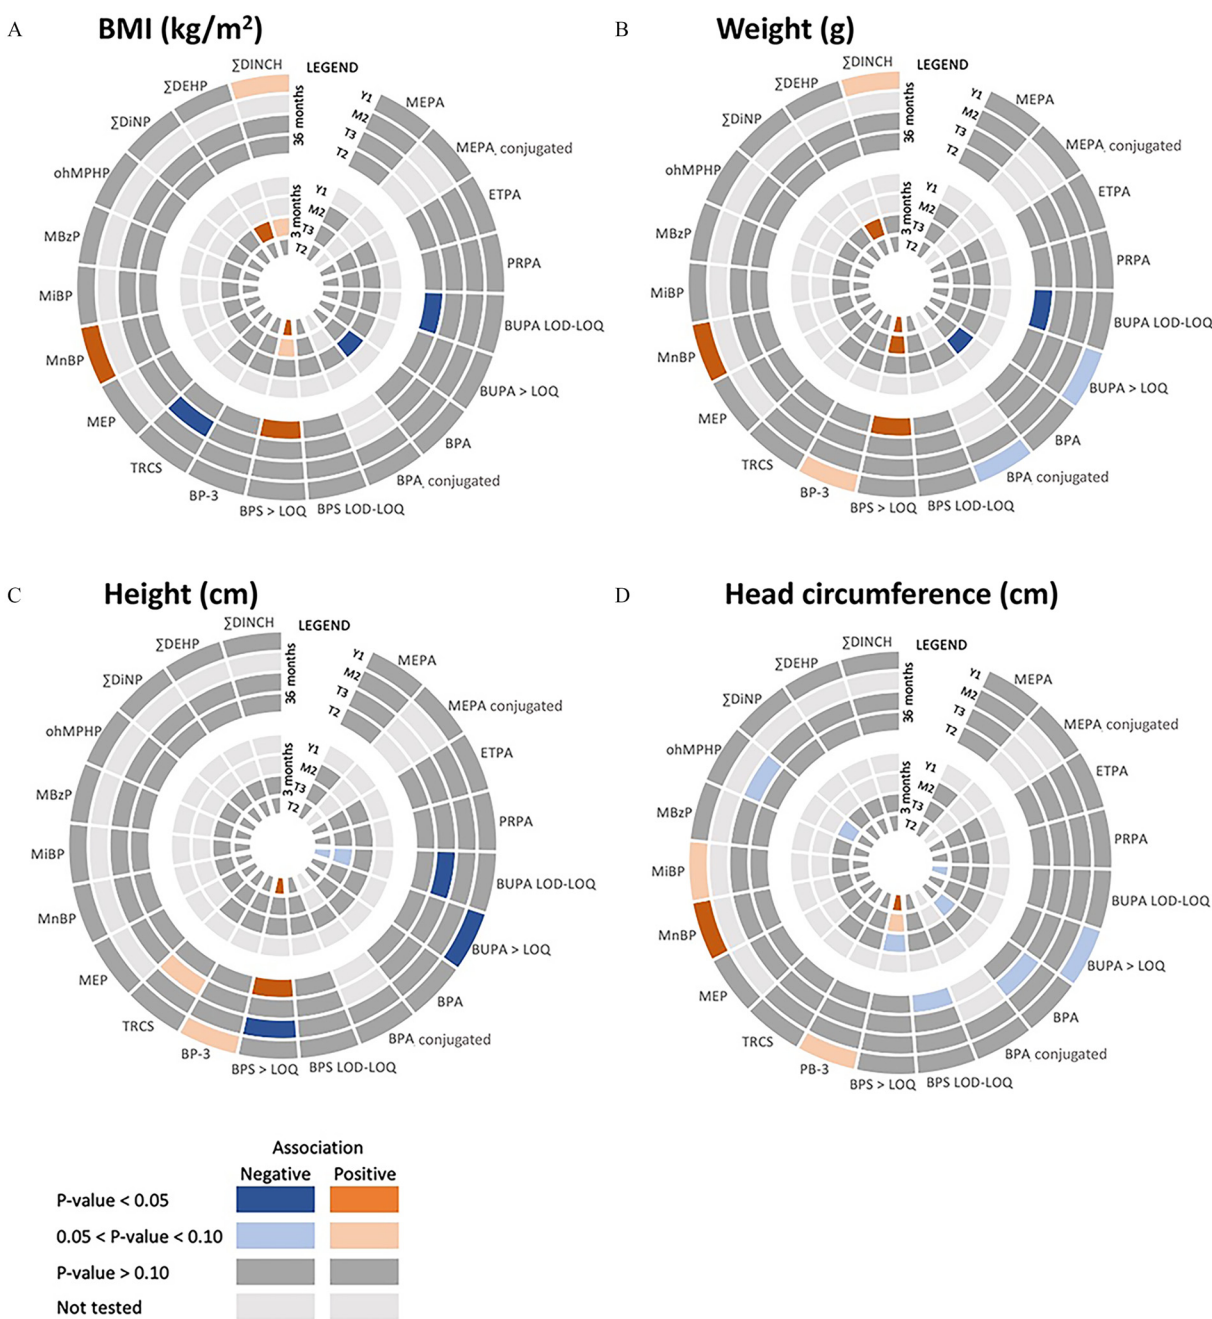 A
BMI (kg/m²)
∑DINCH
LEGEND
∑DEHP
∑DiNP
ohMPHP
MBzP
MiBP
MnBP
MEP
TRCS
BP-3
BPS > LOQ
BPS LOD-LOQ
BPA, conjugated
BPA
BUPA > LOQ
BUPA LOD-LOQ
PRPA
ETPA
MEPA, conjugated
MEPA
36 months
Y1
M2
T3
T2
3 months
Y1
M2
T3
T2
B
Weight (g)
∑DINCH
LEGEND
∑DEHP
∑DiNP
ohMPHP
MBzP
MiBP
MnBP
MEP
TRCS
BP-3
BPS > LOQ
BPS LOD-LOQ
BPA conjugated
BPA
BUPA > LOQ
BUPA LOD-LOQ
PRPA
ETPA
MEPA, conjugated
MEPA
36 months
Y1
M2
T3
T2
3 months
Y1
M2
T3
T2
C
Height (cm)
∑DINCH
LEGEND
∑DEHP
∑DiNP
ohMPHP
MBzP
MiBP
MnBP
MEP
TRCS
BP-3
BPS > LOQ
BPS LOD-LOQ
BPA conjugated
BPA
BUPA > LOQ
BUPA LOD-LOQ
PRPA
ETPA
MEPA conjugated
MEPA
36 months
Y1
M2
T3
T2
3 months
Y1
M2
T3
T2
D
Head circumference (cm)
∑DINCH
LEGEND
∑DEHP
∑DiNP
ohMPHP
MBzP
MiBP
MnBP
MEP
TRCS
PB-3
BPS > LOQ
BPS LOD-LOQ
BPA conjugated
BPA
BUPA > LOQ
BUPA LOD-LOQ
PRPA
ETPA
MEPA conjugated
MEPA
36 months
Y1
M2
T3
T2
3 months
Y1
M2
T3
T2
Association
Negative Positive
P-value < 0.05
0.05 < P-value < 0.10
P-value > 0.10
Not tested